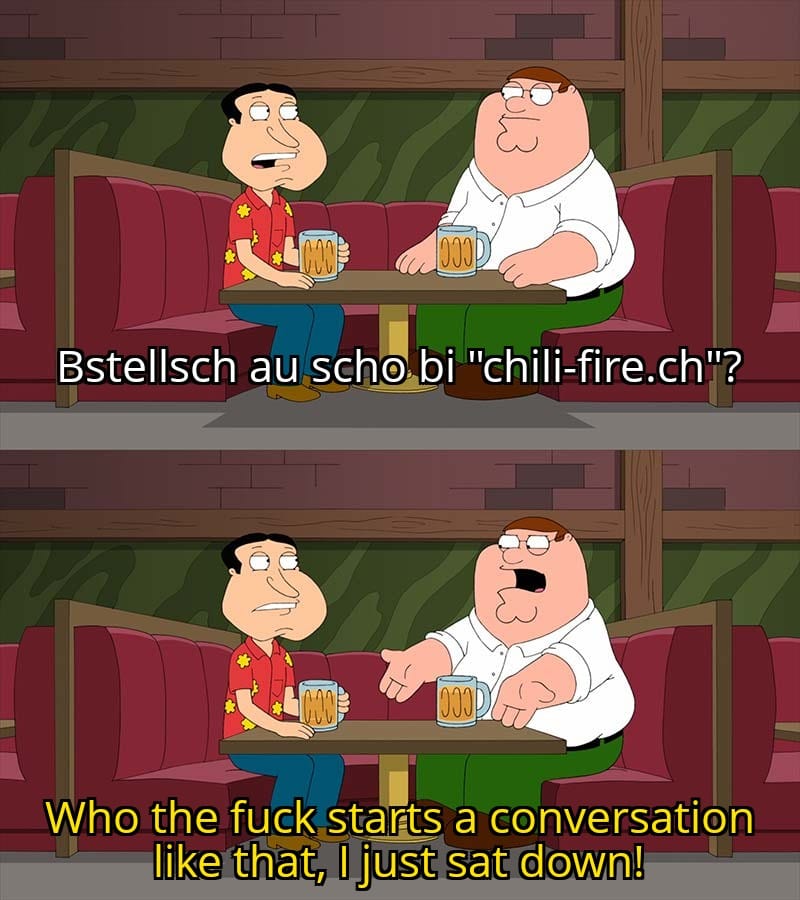 Bstellsch au scho bi "chili-fire.ch"?
Who the fuck starts a conversation
like that, I just sat down!